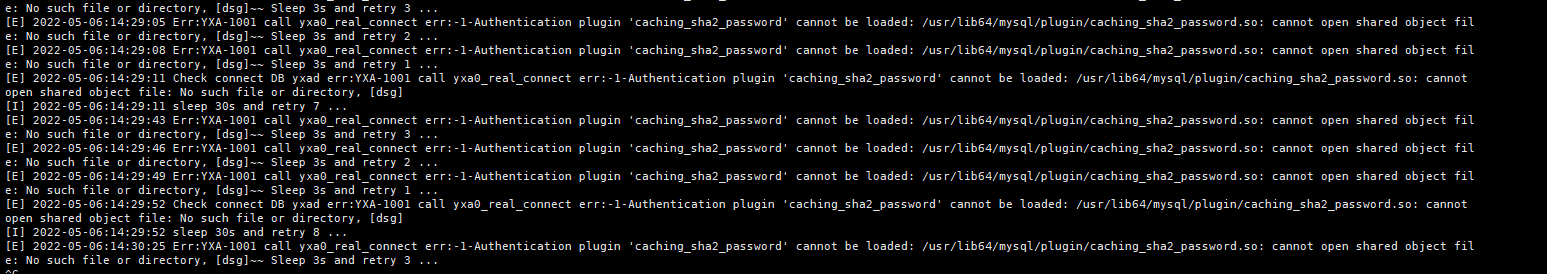 e: No such file or directory, [dsg]~~ Sleep 3s and retry 3 ...
[E] 2022-05-06:14:29:05 Err:YXA-1001 call yxa0_real_connect err:-1-Authentication plugin 'caching_sha2_password' cannot be loaded: /usr/lib64/mysql/plugin/caching_sha2_password.so: cannot open shared object fil
e: No such file or directory, [dsg]~~ Sleep 3s and retry 2 ...
[E] 2022-05-06:14:29:08 Err:YXA-1001 call yxa0_real_connect err:-1-Authentication plugin 'caching_sha2_password' cannot be loaded: /usr/lib64/mysql/plugin/caching_sha2_password.so: cannot open shared object fil
e: No such file or directory, [dsg]~~ Sleep 3s and retry 1 ...
[E] 2022-05-06:14:29:11 Check connect DB yxad err:YXA-1001 call yxa0_real_connect err:-1-Authentication plugin 'caching_sha2_password' cannot be loaded: /usr/lib64/mysql/plugin/caching_sha2_password.so: cannot
open shared object file: No such file or directory, [dsg]
[I] 2022-05-06:14:29:11 sleep 30s and retry 7 ...
[E] 2022-05-06:14:29:43 Err:YXA-1001 call yxa0_real_connect err:-1-Authentication plugin 'caching_sha2_password' cannot be loaded: /usr/lib64/mysql/plugin/caching_sha2_password.so: cannot open shared object fil
e: No such file or directory, [dsg]~~ Sleep 3s and retry 3 ...
[E] 2022-05-06:14:29:46 Err:YXA-1001 call yxa0_real_connect err:-1-Authentication plugin 'caching_sha2_password' cannot be loaded: /usr/lib64/mysql/plugin/caching_sha2_password.so: cannot open shared object fil
e: No such file or directory, [dsg]~~ Sleep 3s and retry 2 ...
[E] 2022-05-06:14:29:49 Err:YXA-1001 call yxa0_real_connect err:-1-Authentication plugin 'caching_sha2_password' cannot be loaded: /usr/lib64/mysql/plugin/caching_sha2_password.so: cannot open shared object fil
e: No such file or directory, [dsg]~~ Sleep 3s and retry 1 ...
[E] 2022-05-06:14:29:52 Check connect DB yxad err:YXA-1001 call yxa0_real_connect err:-1-Authentication plugin 'caching_sha2_password' cannot be loaded: /usr/lib64/mysql/plugin/caching_sha2_password.so: cannot
open shared object file: No such file or directory, [dsg]
[I] 2022-05-06:14:29:52 sleep 30s and retry 8 ...
[E] 2022-05-06:14:30:25 Err:YXA-1001 call yxa0_real_connect err:-1-Authentication plugin 'caching_sha2_password' cannot be loaded: /usr/lib64/mysql/plugin/caching_sha2_password.so: cannot open shared object fil
e: No such file or directory, [dsg]~~ Sleep 3s and retry 3 ...